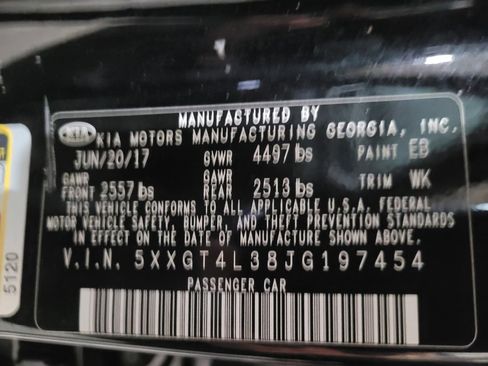 MANUFACTURED BY
KIA KIA MOTORS MANUFACTURING GEORGIA, INC.
JUN/20/17 GVWR 4497 lbs PAINT EB
GAWR FRONT 2557 lbs GAWR REAR 2513 lbs TRIM WK
THIS VEHICLE CONFORMS TO ALL APPLICABLE U.S.A. FEDERAL
MOTOR VEHICLE SAFETY, BUMPER, AND THEFT PREVENTION STANDARDS
IN EFFECT ON THE DATE OF MANUFACTURE SHOWN ABOVE.
V.I.N. 5XXGT4L38JG197454
PASSENGER CAR
5120